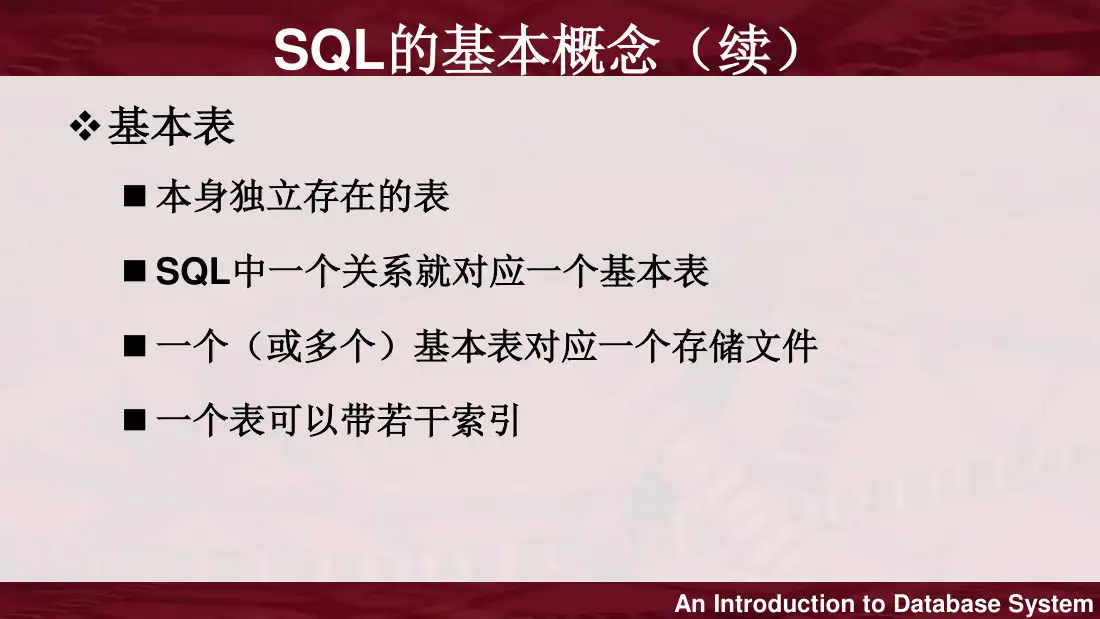 SQL的基本概念（续）
❖基本表
■ 本身独立存在的表
■ SQL中一个关系就对应一个基本表
■ 一个（或多个）基本表对应一个存储文件
■ 一个表可以带若干索引
An Introduction to Database System